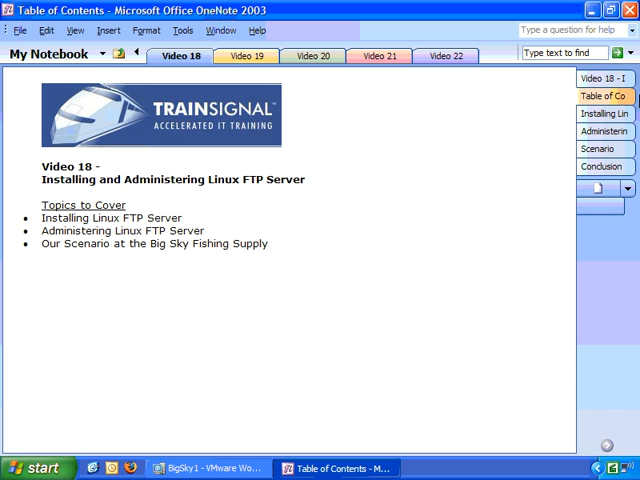 Table of Contents - Microsoft Office OneNote 2003
File Edit View Insert Format Tools Window Help
Type a question for help
My Notebook
Video 18
Video 19
Video 20
Video 21
Video 22
Type text to find
TRAINSIGNAL™
ACCELERATED IT TRAINING
Video 18 -
Installing and Administering Linux FTP Server
Topics to Cover
• Installing Linux FTP Server
• Administering Linux FTP Server
• Our Scenario at the Big Sky Fishing Supply
Video 18 - I
Table of Co
Installing Lin
Administerin
Scenario
Conclusion
start
BigSky1 - VMware Wo...
Table of Contents - M...